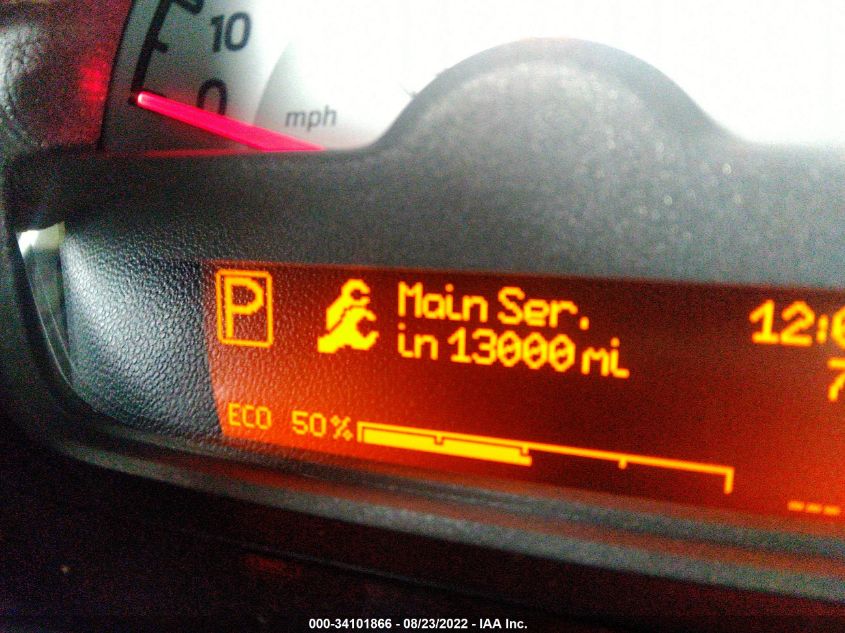 10
0
mph
P
Main Ser.
in 13000 mi
ECO 50%
---
000-34101866 - 08/23/2022 - IAA Inc.